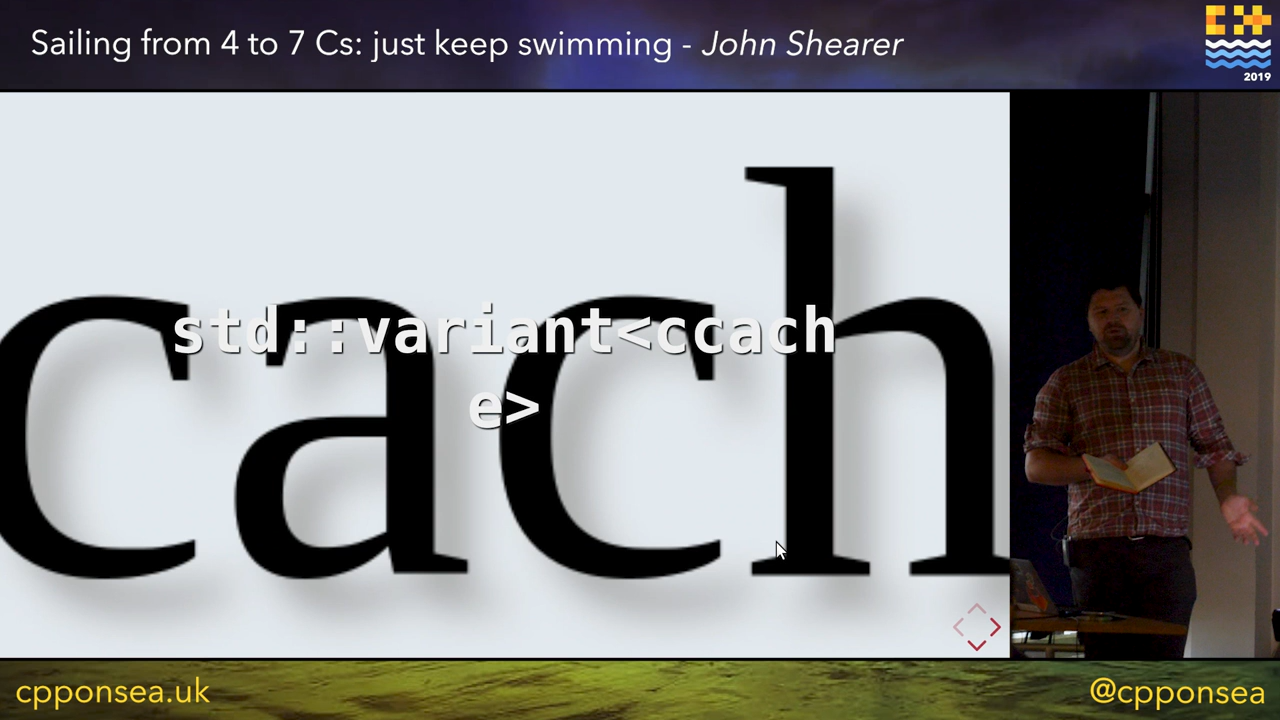 Sailing from 4 to 7 Cs: just keep swimming - John Shearer
C++
2019
cach
std::variant<ccach
e>
cpponsea.uk
@cpponsea